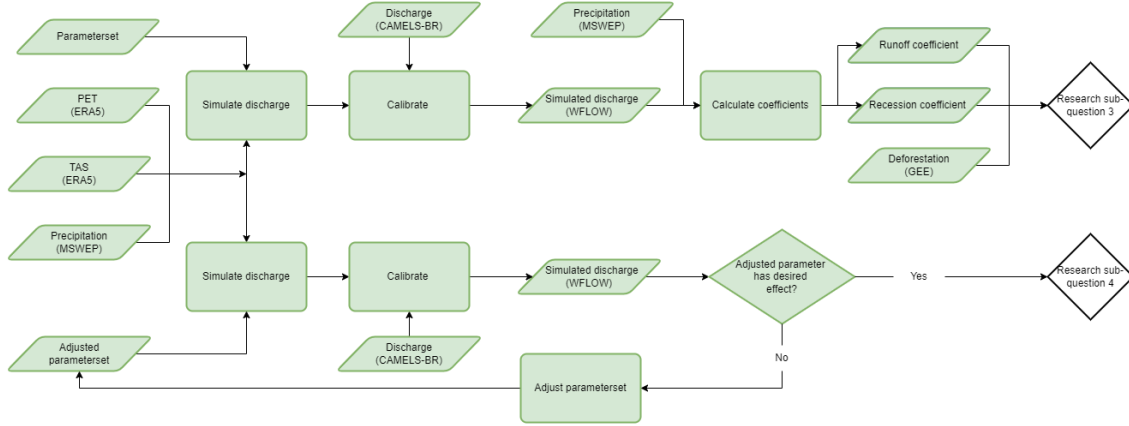 Parameterset
PET
(ERA5)
TAS
(ERA5)
Precipitation
(MSWEP)
Simulate discharge
Discharge
(CAMELS-BR)
Calibrate
Precipitation
(MSWEP)
Simulated discharge
(WFLOW)
Calculate coefficients
Runoff coefficient
Recession coefficient
Deforestation
(GEE)
Research sub-
question 3
Adjusted
parameterset
Simulate discharge
Calibrate
Discharge
(CAMELS-BR)
Simulated discharge
(WFLOW)
Adjusted parameter
has desired
effect?
Yes
Research sub-
question 4
No
Adjust parameterset